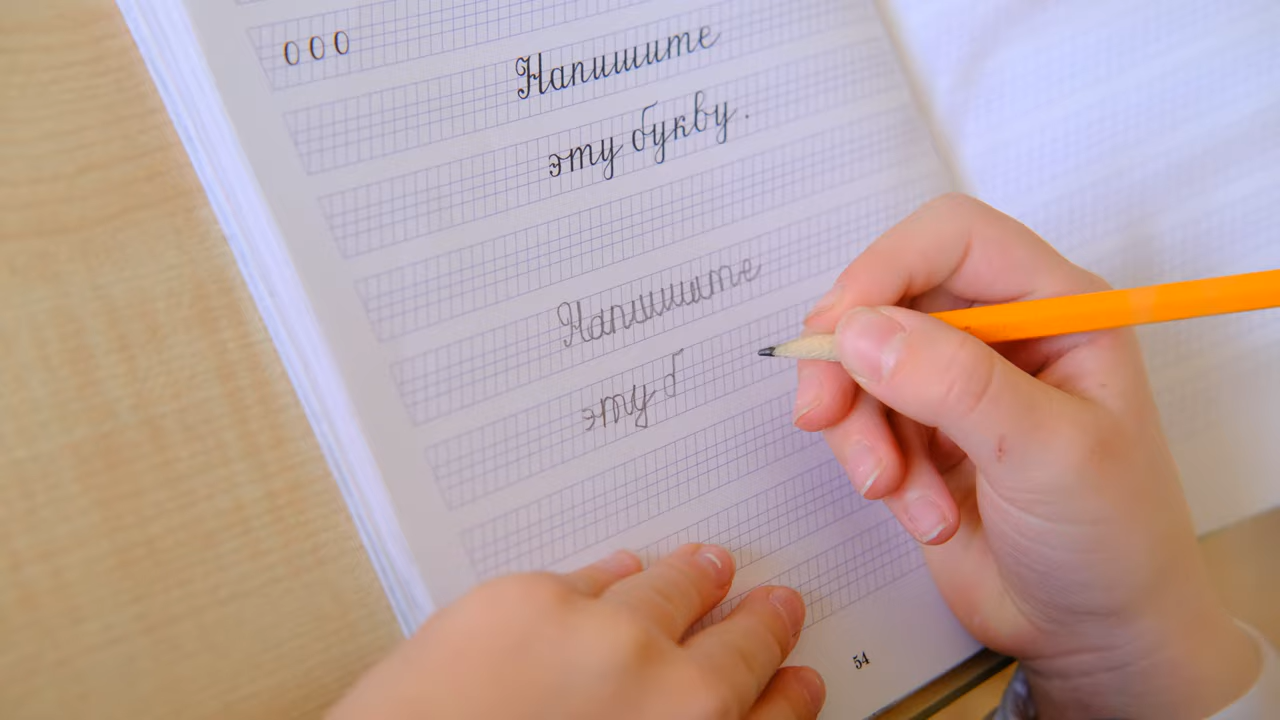 ооо
Напишите
эту букву.
Напишите
эту б
54